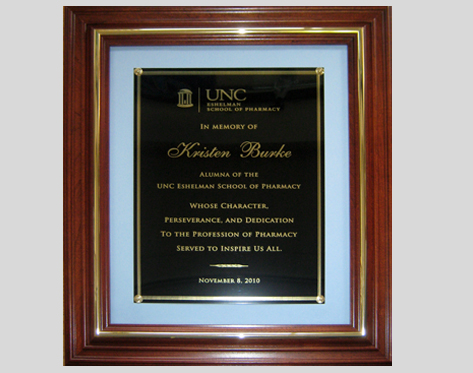 UNC
ESHELMAN
SCHOOL OF PHARMACY
IN MEMORY OF
Kristen Burke
ALUMNA OF THE
UNC ESHELMAN SCHOOL OF PHARMACY
WHOSE CHARACTER,
PERSEVERANCE, AND DEDICATION
TO THE PROFESSION OF PHARMACY
SERVED TO INSPIRE US ALL.
NOVEMBER 8, 2010